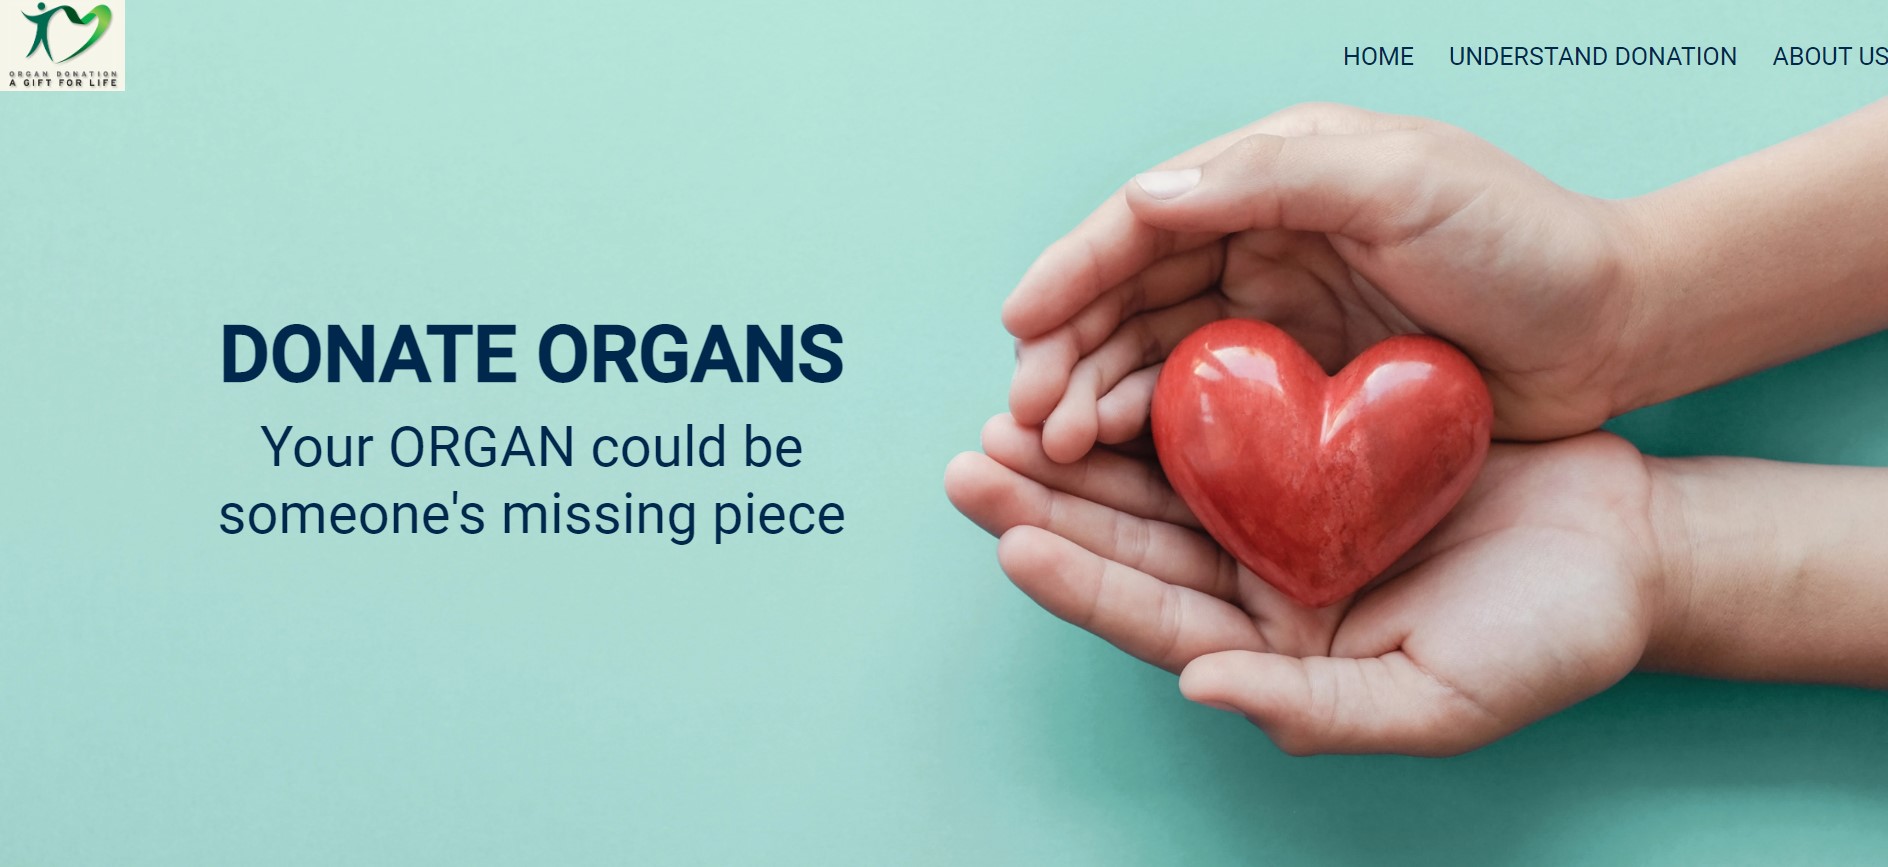 ORGAN DONATION
A GIFT FOR LIFE
HOME UNDERSTAND DONATION ABOUT US
DONATE ORGANS
Your ORGAN could be
someone's missing piece